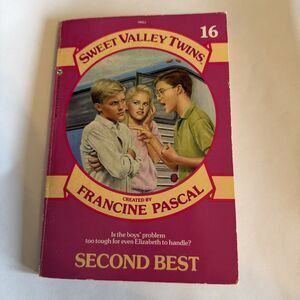 16
SWEET VALLEY TWINS
CREATED BY
FRANCINE PASCAL
Is the boys' problem
too tough for even Elizabeth to handle?
SECOND BEST